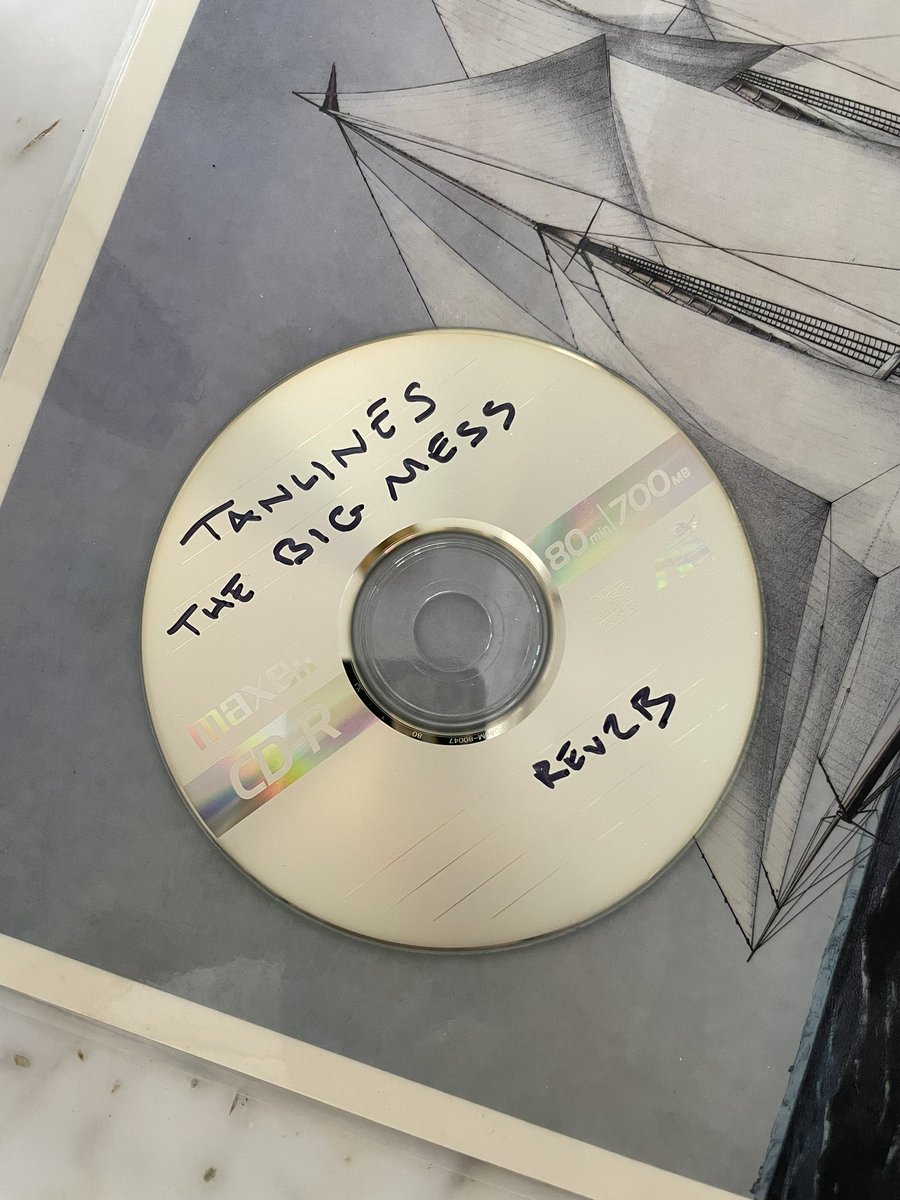 TANLINES
THE BIG MESS
80min 700MB
maxell
CD-R
REV2B